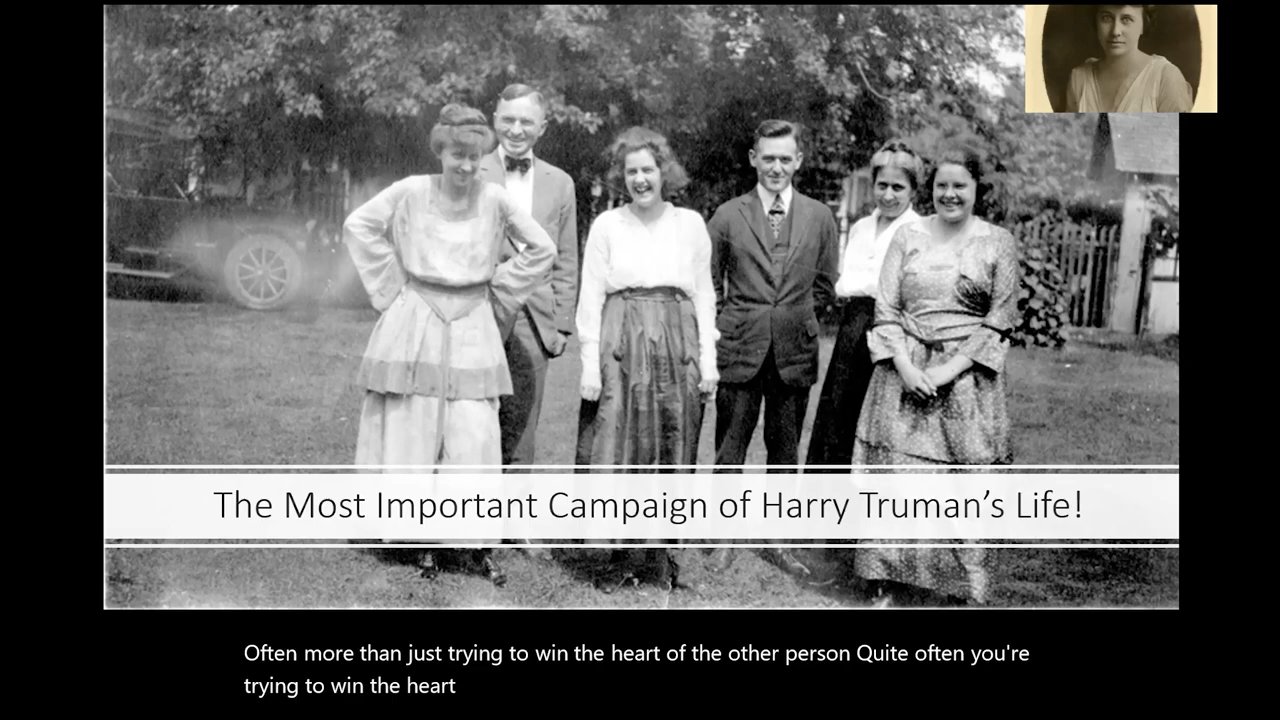 The Most Important Campaign of Harry Truman’s Life!
Often more than just trying to win the heart of the other person Quite often you're
trying to win the heart